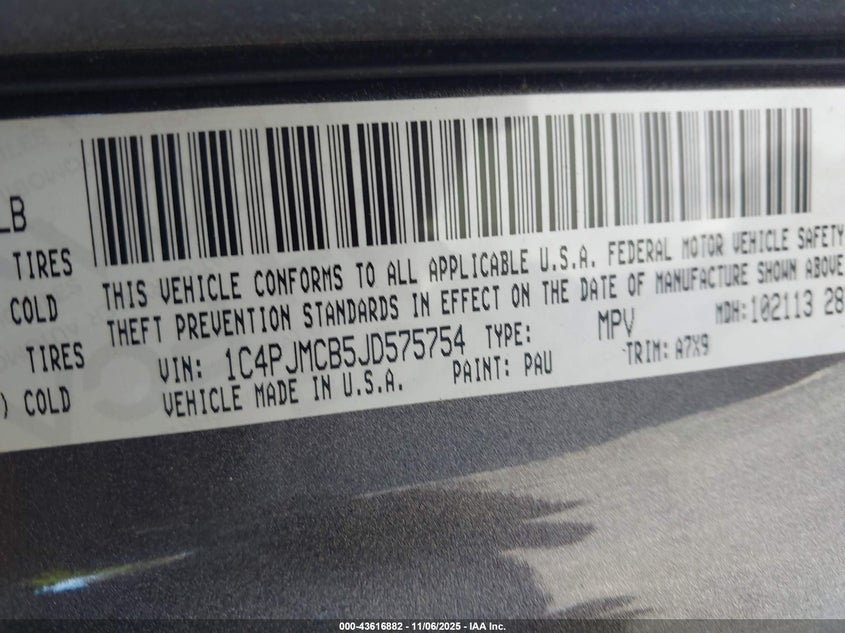 LB
TIRES
COLD
TIRES
) COLD
THIS VEHICLE CONFORMS TO ALL APPLICABLE U.S.A. FEDERAL MOTOR VEHICLE SAFETY
THEFT PREVENTION STANDARDS IN EFFECT ON THE DATE OF MANUFACTURE SHOWN ABOVE
VIN: 1C4PJMCB5JD575754 TYPE: MPV MDH: 102113 28
VEHICLE MADE IN U.S.A. PAINT: PAU TRIM: A7X9
000-43616882 - 11/06/2025 - IAA Inc.